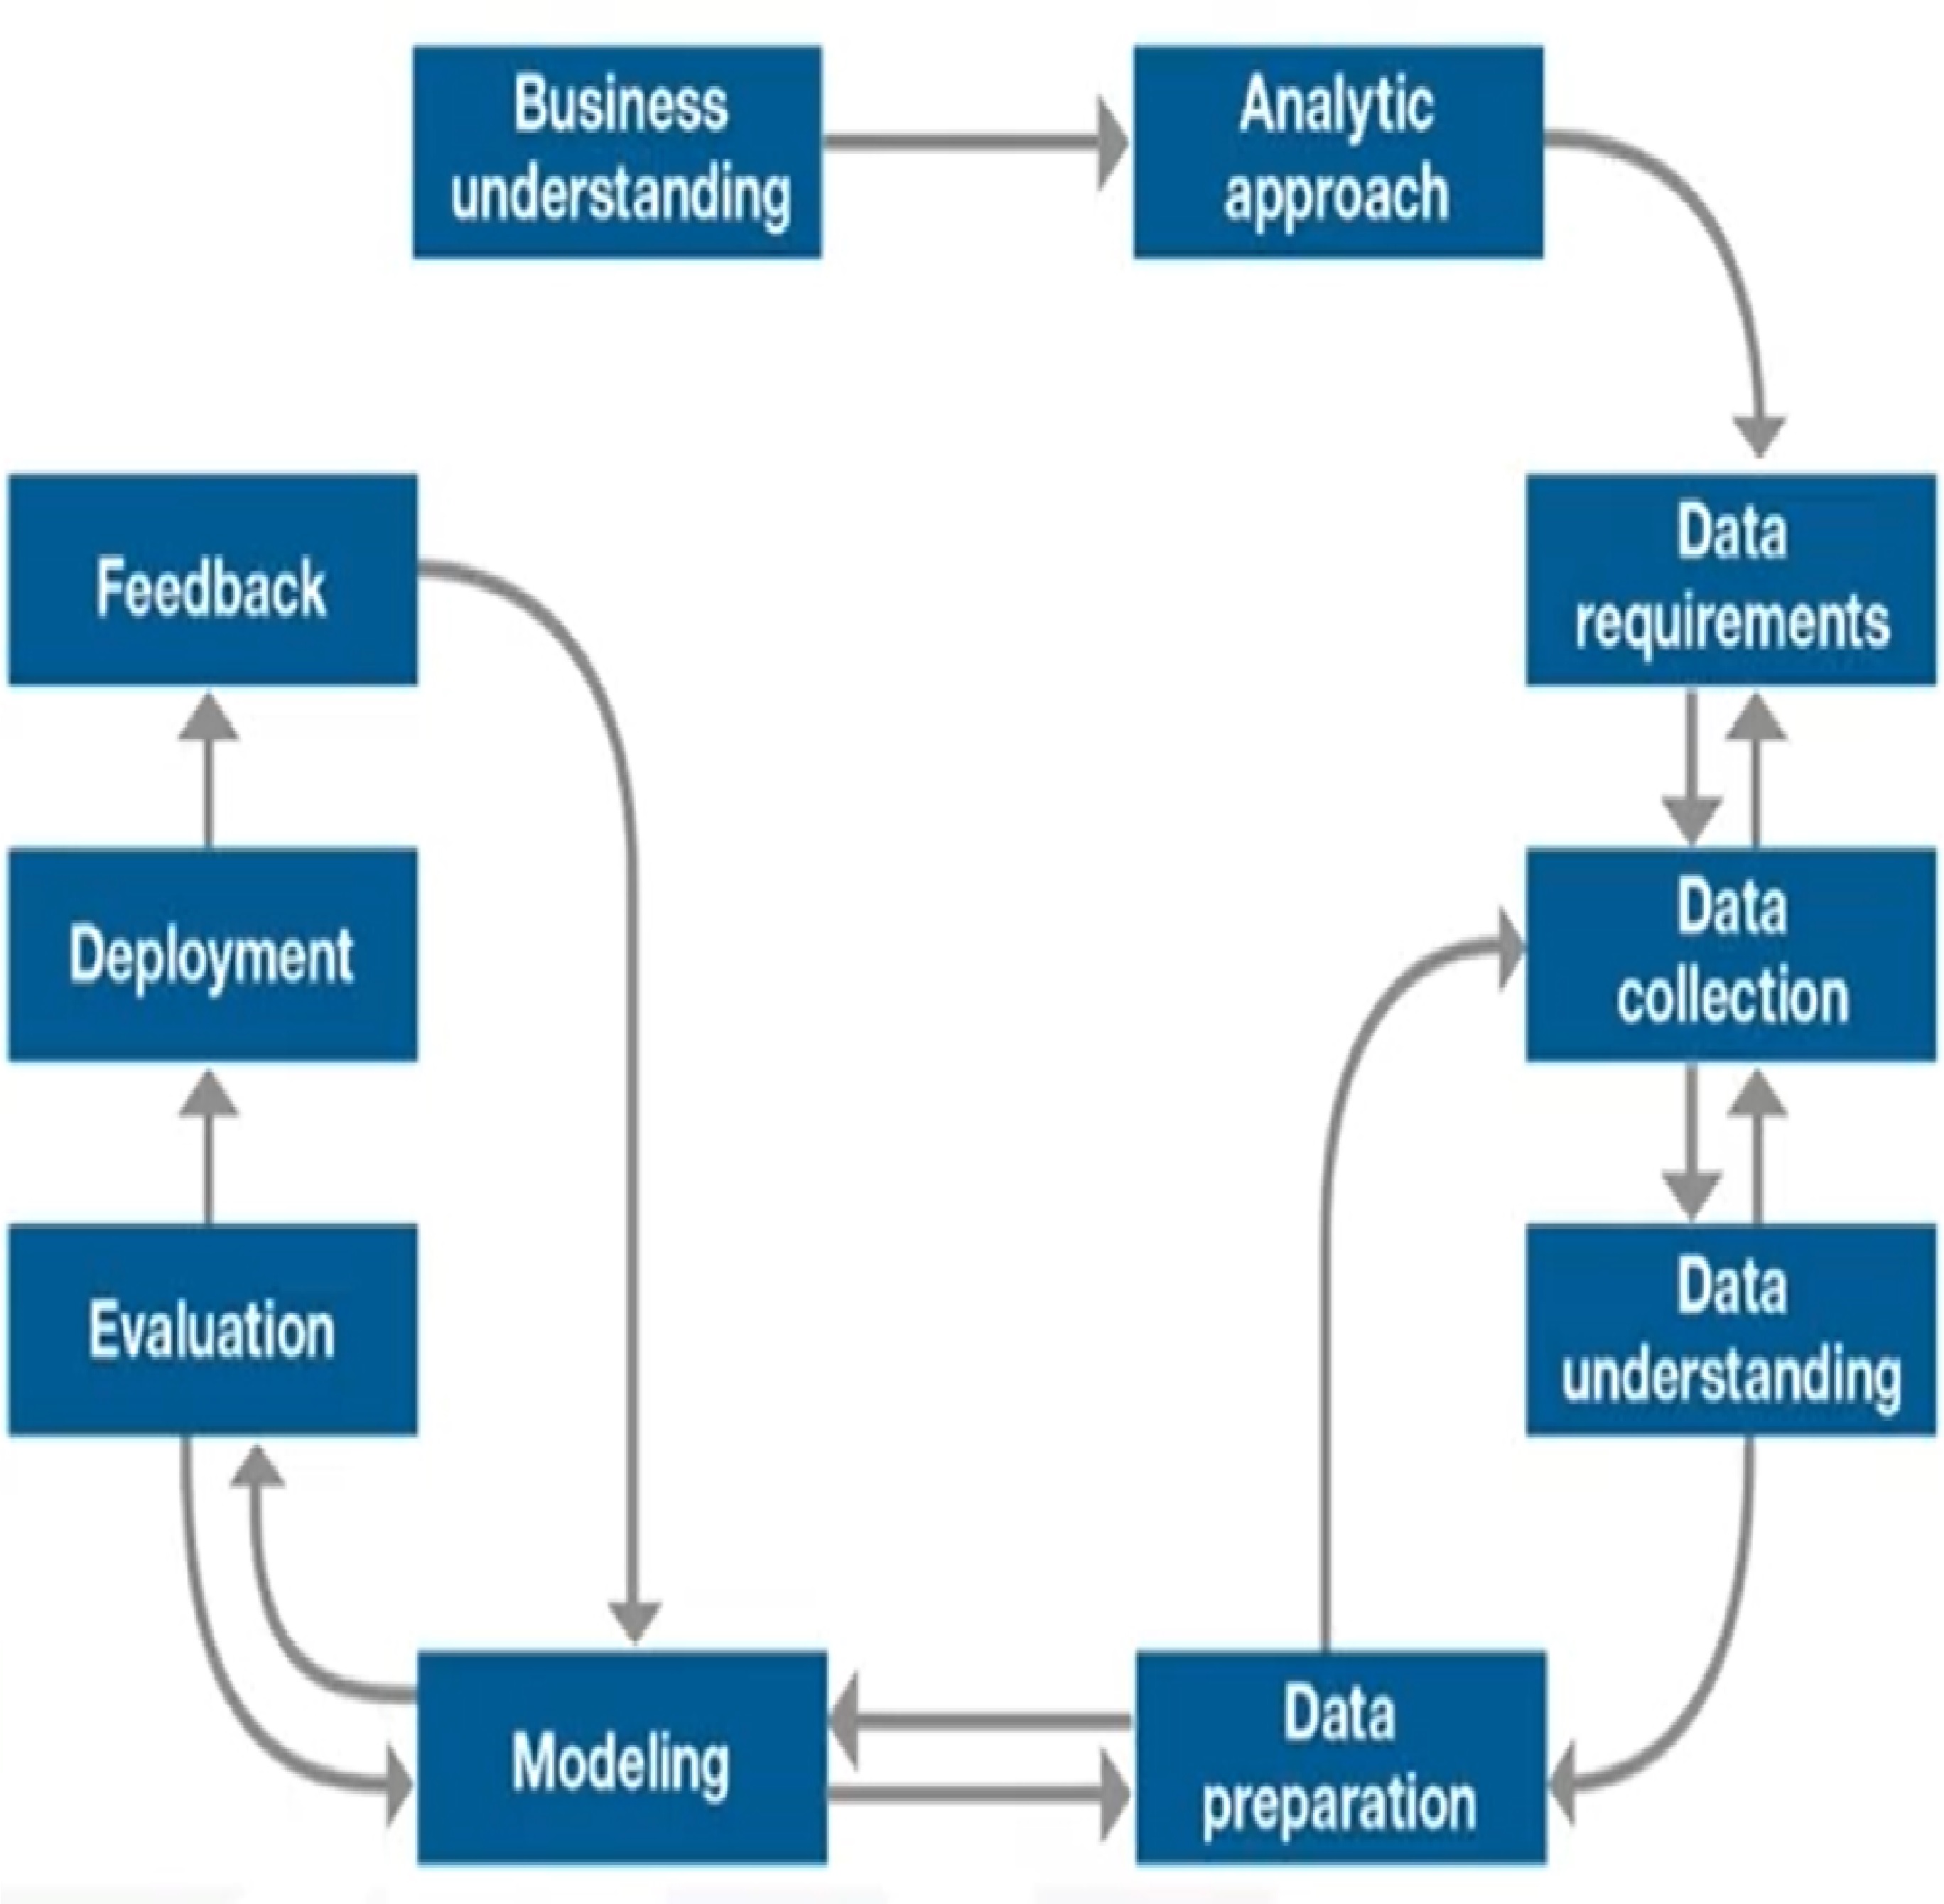 Business
understanding
Analytic
approach
Data
requirements
Data
collection
Data
understanding
Data
preparation
Modeling
Evaluation
Deployment
Feedback